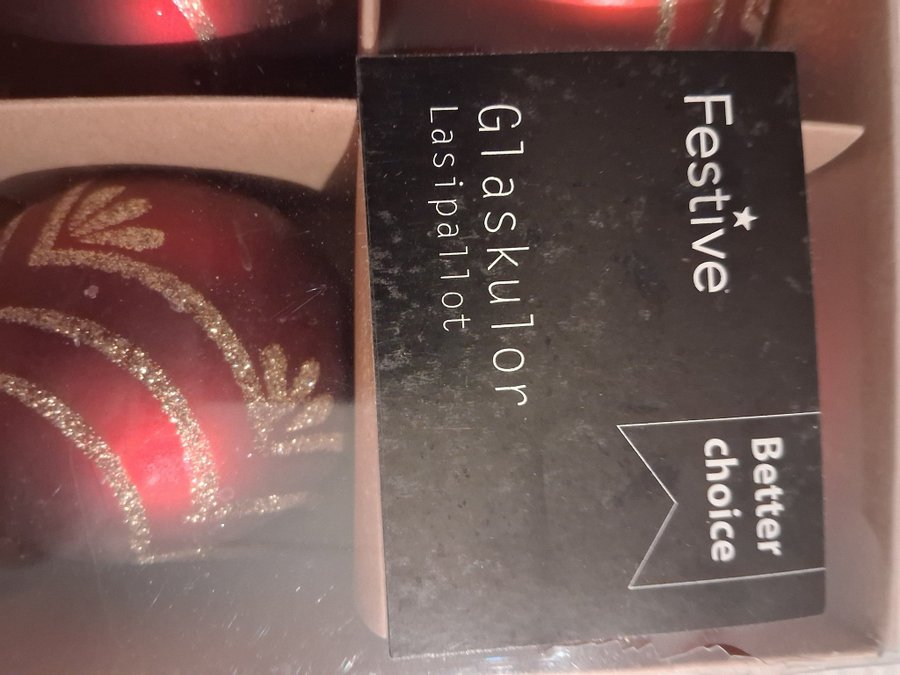 Festive
Better
choice
Glaskulor
Lasipallot